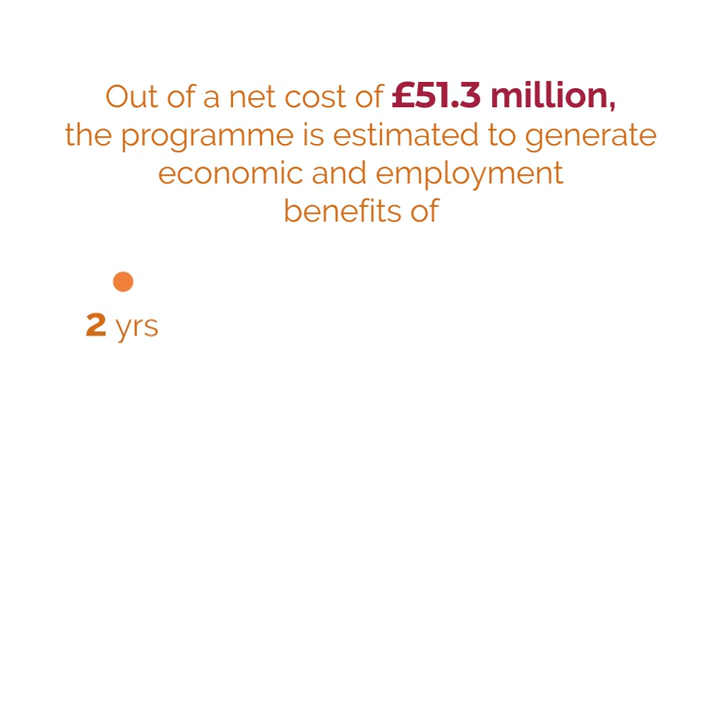 Out of a net cost of £51.3 million,
the programme is estimated to generate
economic and employment
benefits of
2 yrs